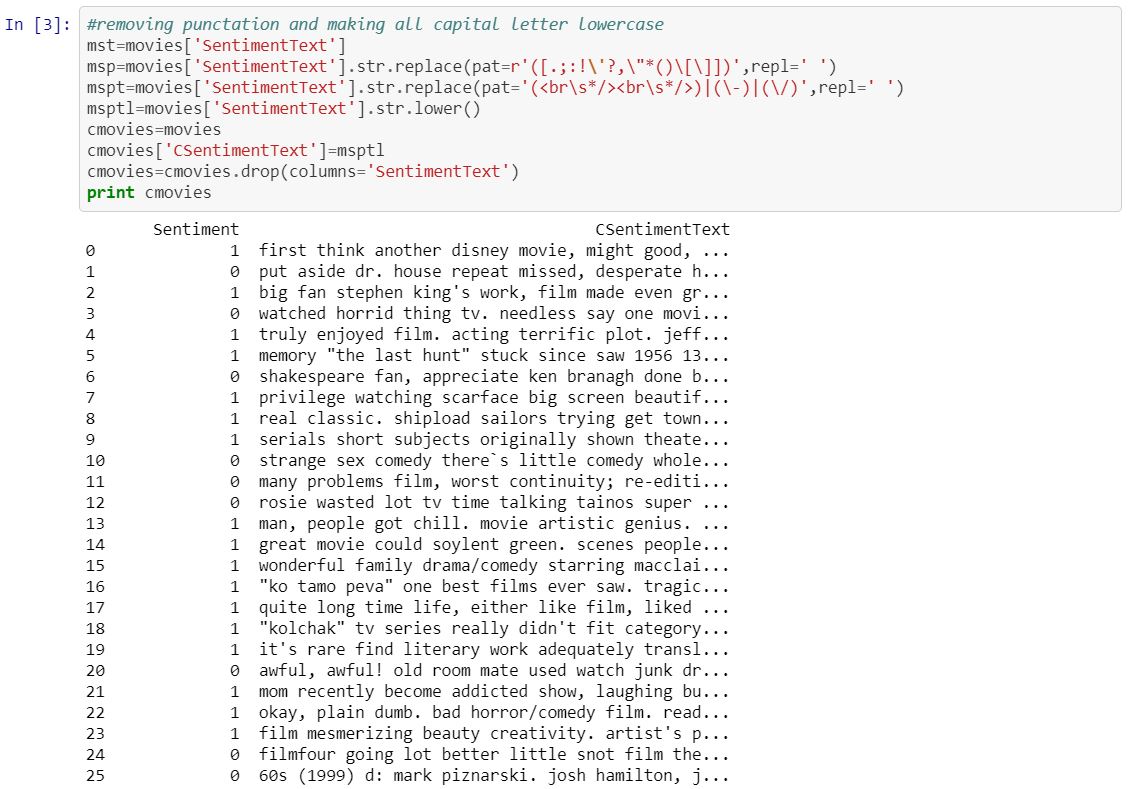 In [3]: #removing punctation and making all capital letter lowercase
mst=movies['SentimentText']
msp=movies['SentimentText'].str.replace(pat=r'([.;:!\'?,\"*()\[\]])',repl=' ')
mspt=movies['SentimentText'].str.replace(pat='(<br\s*/><br\s*/>)|(\-)|(\/)',repl=' ')
msptl=movies['SentimentText'].str.lower()
cmovies=movies
cmovies['CSentimentText']=msptl
cmovies=cmovies.drop(columns='SentimentText')
print cmovies
Sentiment CSentimentText
0 1 first think another disney movie, might good, ...
1 0 put aside dr. house repeat missed, desperate h...
2 1 big fan stephen king's work, film made even gr...
3 0 watched horrid thing tv. needless say one movi...
4 1 truly enjoyed film. acting terrific plot. jeff...
5 1 memory "the last hunt" stuck since saw 1956 13...
6 0 shakespeare fan, appreciate ken branagh done b...
7 1 privilege watching scarface big screen beautif...
8 1 real classic. shipload sailors trying get town...
9 1 serials short subjects originally shown theate...
10 0 strange sex comedy there`s little comedy whole...
11 0 many problems film, worst continuity; re-editi...
12 0 rosie wasted lot tv time talking tainos super ...
13 1 man, people got chill. movie artistic genius. ...
14 1 great movie could soylent green. scenes people...
15 1 wonderful family drama/comedy starring macclai...
16 1 "ko tamo peva" one best films ever saw. tragic...
17 1 quite long time life, either like film, liked ...
18 1 "kolchak" tv series really didn't fit category...
19 1 it's rare find literary work adequately transl...
20 0 awful, awful! old room mate used watch junk dr...
21 1 mom recently become addicted show, laughing bu...
22 1 okay, plain dumb. bad horror/comedy film. read...
23 1 film mesmerizing beauty creativity. artist's p...
24 0 filmfour going lot better little snot film the...
25 0 60s (1999) d: mark piznarski. josh hamilton, j...